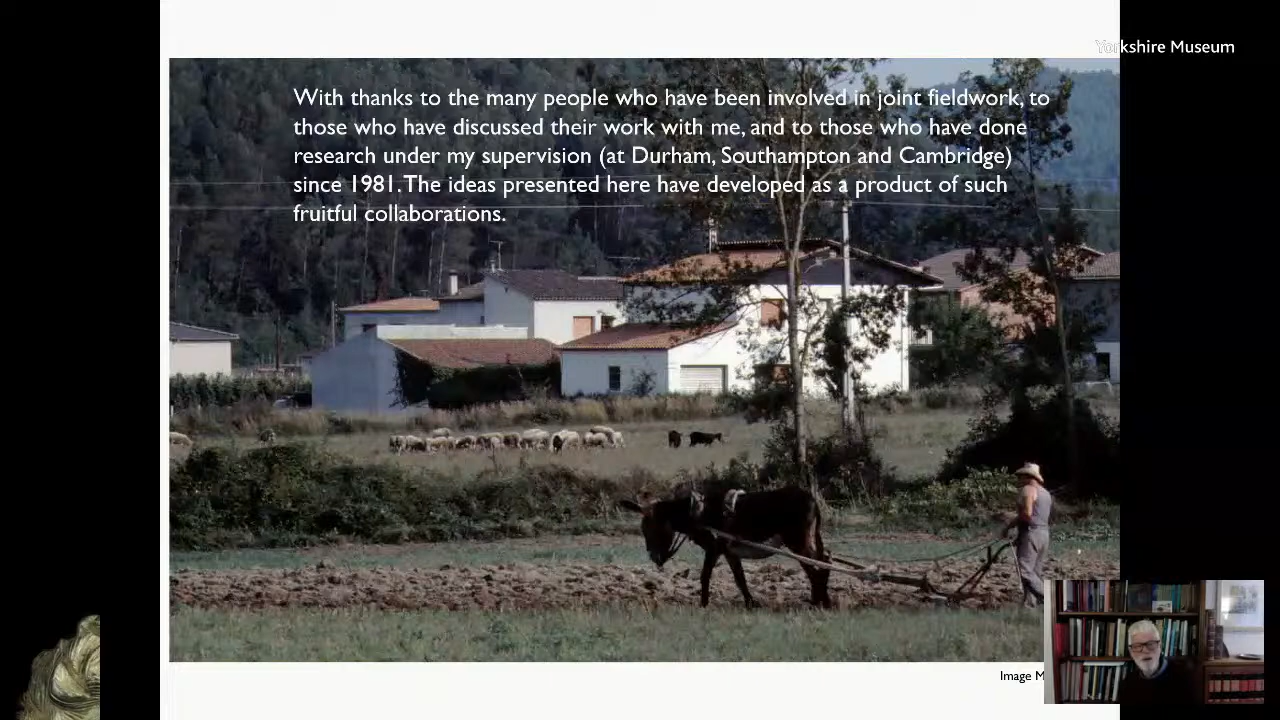 Yorkshire Museum
With thanks to the many people who have been involved in joint fieldwork, to
those who have discussed their work with me, and to those who have done
research under my supervision (at Durham, Southampton and Cambridge)
since 1981. The ideas presented here have developed as a product of such
fruitful collaborations.
Image